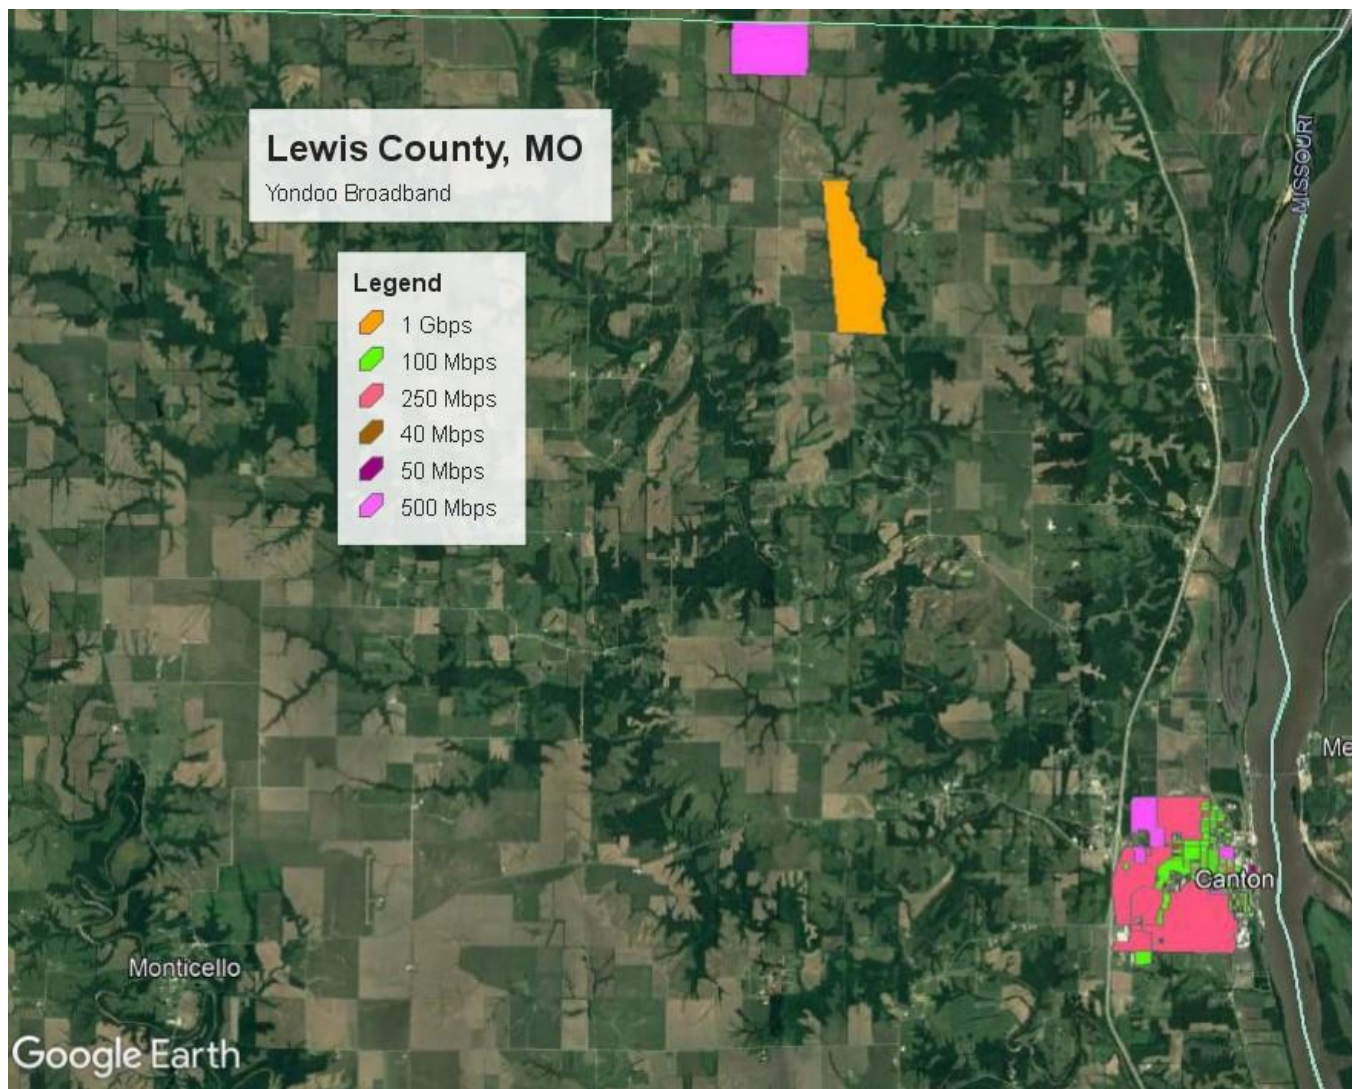 Lewis County, MO
Yondoo Broadband
Legend
1 Gbps
100 Mbps
250 Mbps
40 Mbps
50 Mbps
500 Mbps
MISSOURI
Me
Canton
Monticello
Google Earth